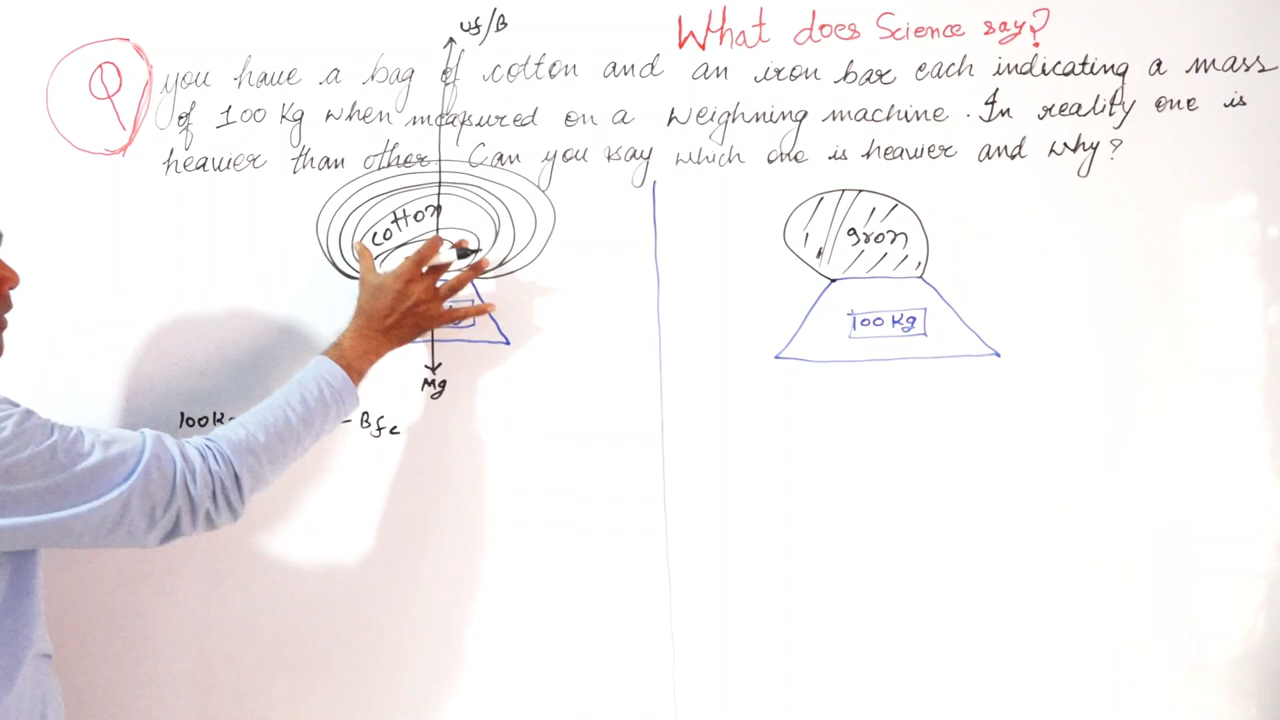 What does Science say?
Uf/B
Q
you have a bag of cotton and an iron bar each indicating a mass
of 100 Kg when measured on a weighning machine. In reality one is
heavier than other. Can you say which one is heavier and why?
cotton
Iron
100 Kg
Mg
100K
- Bfc